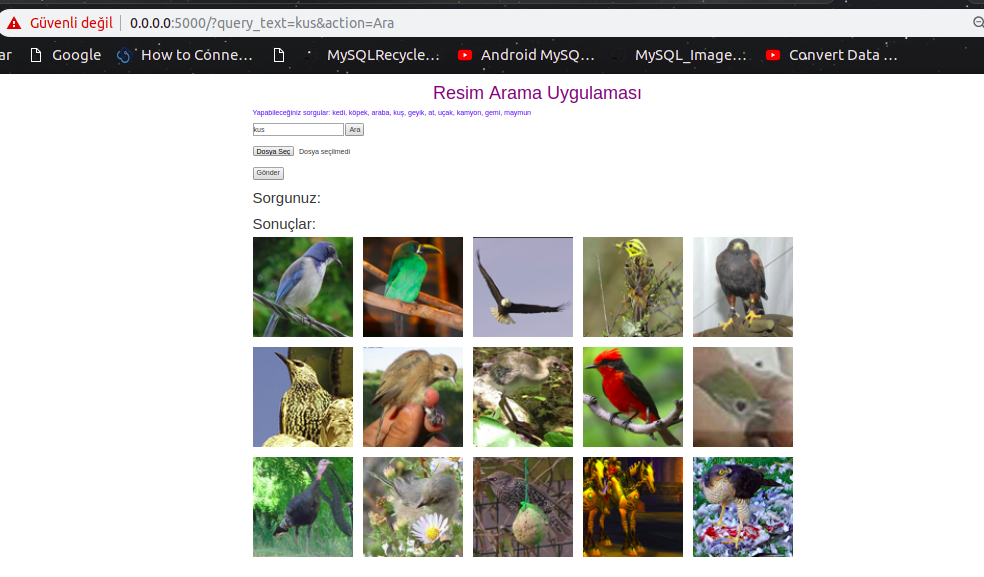 Güvenli değil 0.0.0.0:5000/?query_text=kus&action=Ara
ar Google How to Conne... MySQLRecycle... Android MySQ... MySQL_Image... Convert Data ...
Resim Arama Uygulaması
Yapabileceğiniz sorgular: kedi, köpek, araba, kuş, geyik, at, uçak, kamyon, gemi, maymun
kus Ara
Dosya Seç Dosya seçilmedi
Gönder
Sorgunuz:
Sonuçlar: